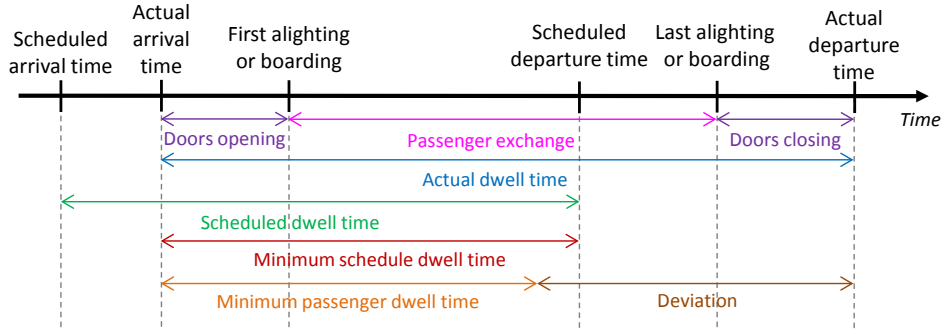 Scheduled
arrival time
Actual
arrival
time
First alighting
or boarding
Scheduled
departure time
Last alighting
or boarding
Actual
departure
time
Time
Doors opening
Passenger exchange
Doors closing
Actual dwell time
Scheduled dwell time
Minimum schedule dwell time
Minimum passenger dwell time
Deviation